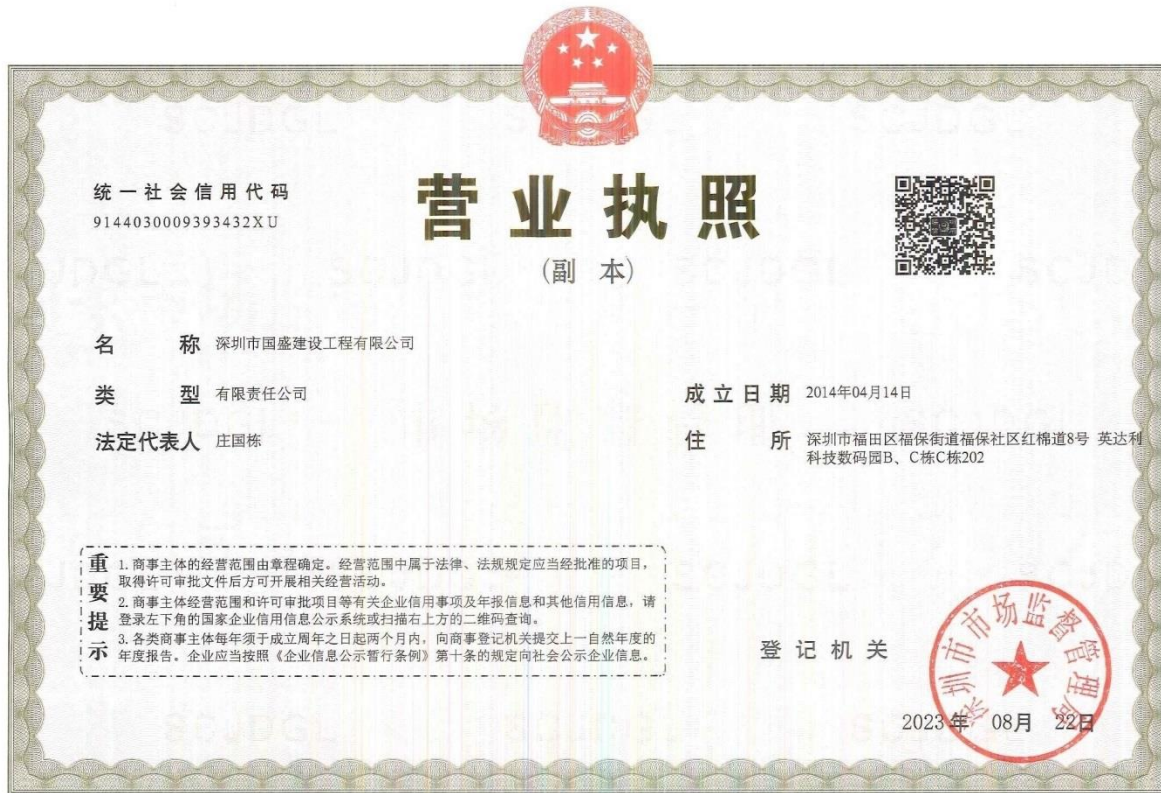 统一社会信用代码
9144030009393432XU
营业执照
(副 本)
名 称 深圳市国盛建设工程有限公司
类 型 有限责任公司
成立日期 2014年04月14日
法定代表人 庄国栋
住 所 深圳市福田区福保街道福保社区红棉道8号 英达利
科技数码园B、C栋C栋202
重要提示
1. 商事主体的经营范围由章程确定。经营范围中属于法律、法规规定应当经批准的项目,
取得许可审批文件后方可开展相关经营活动。
2. 商事主体经营范围和许可审批项目等有关企业信用事项及年报信息和其他信用信息,请
登录左下角的国家企业信用信息公示系统或扫描右上方的二维码查询。
3. 各类商事主体每年须于成立周年之日起两个月内,向商事登记机关提交上一自然年度的
年度报告。企业应当按照《企业信息公示暂行条例》第十条的规定向社会公示企业信息。
登记机关
深圳市市场监督管理局
2023年 08月 22日